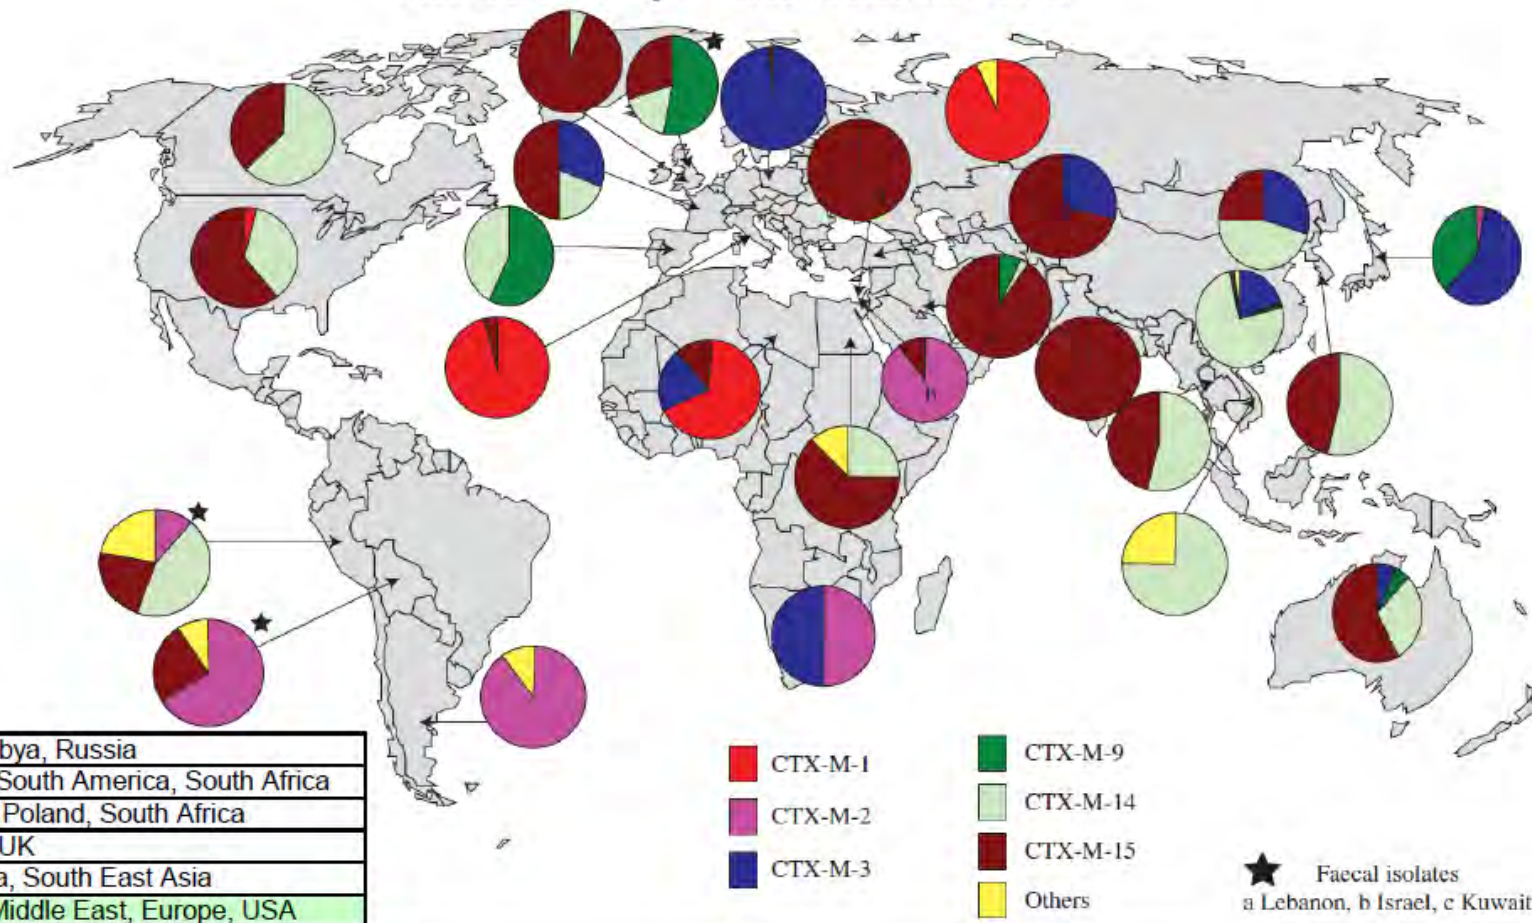 bya, Russia
South America, South Africa
Poland, South Africa
UK
a, South East Asia
Middle East, Europe, USA
CTX-M-1
CTX-M-2
CTX-M-3
CTX-M-9
CTX-M-14
CTX-M-15
Others
Faecal isolates
a Lebanon, b Israel, c Kuwait